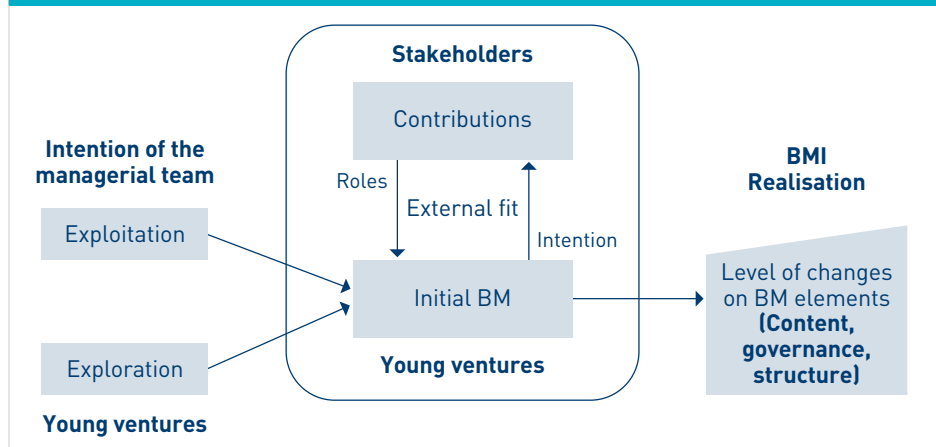 Stakeholders
Contributions
Intention of the
managerial team
Roles
External fit
Intention
BMI
Realisation
Exploitation
Initial BM
Level of changes
on BM elements
(Content,
governance,
structure)
Exploration
Young ventures
Young ventures